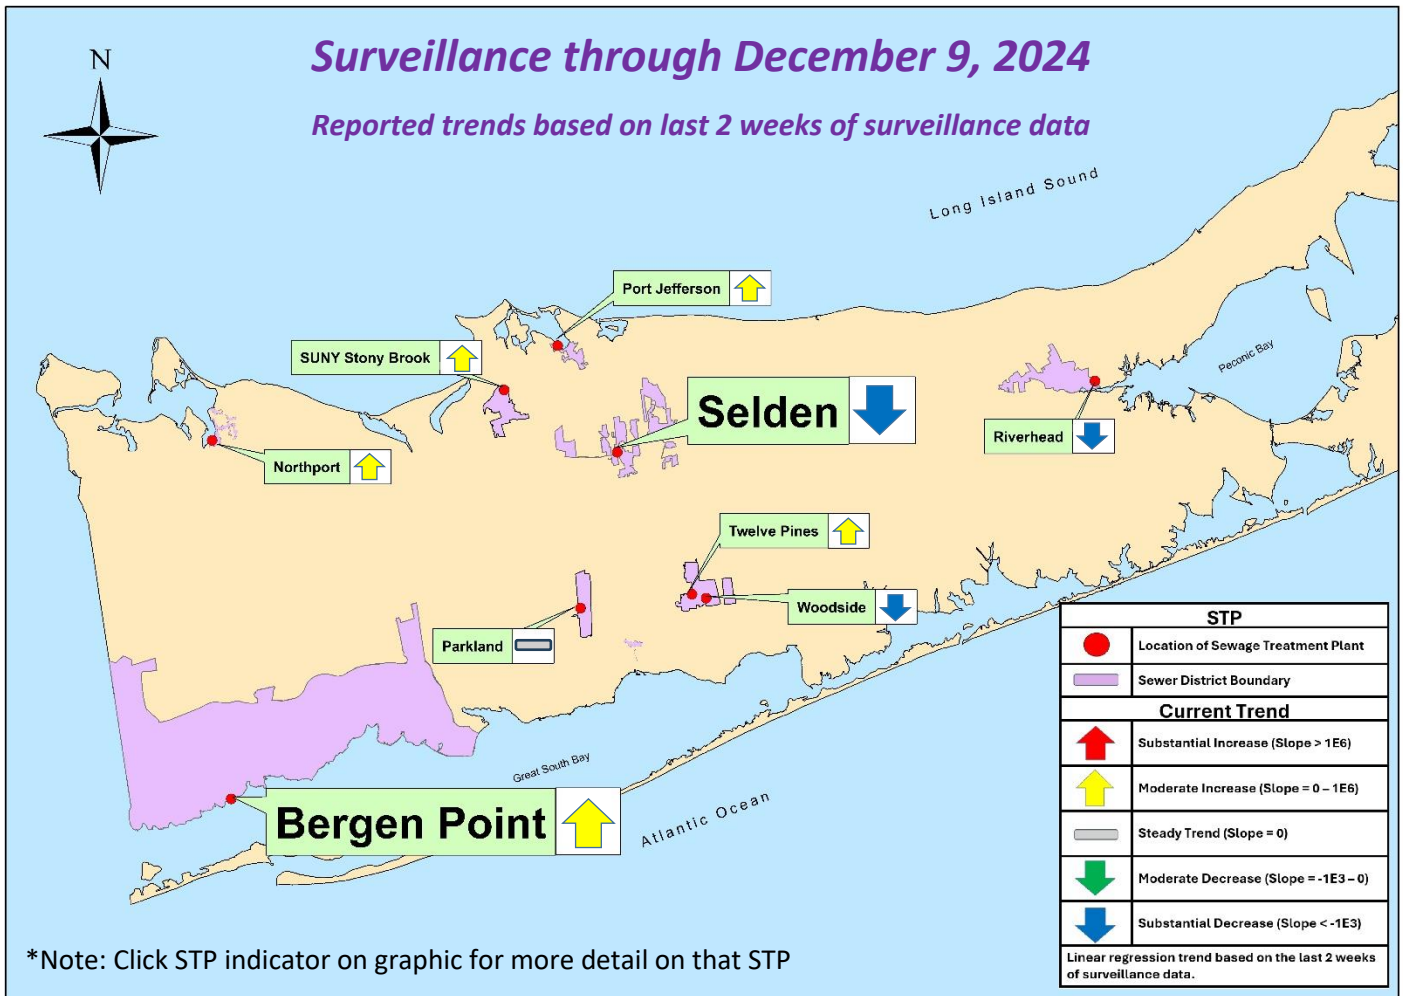 Surveillance through December 9, 2024
Reported trends based on last 2 weeks of surveillance data
N
Long Island Sound
Port Jefferson
SUNY Stony Brook
Peconic Bay
Selden
Riverhead
Northport
Twelve Pines
Woodside
Parkland
Great South Bay
Bergen Point
Atlantic Ocean
STP
Location of Sewage Treatment Plant
Sewer District Boundary
Current Trend
Substantial Increase (Slope > 1E6)
Moderate Increase (Slope = 0 – 1E6)
Steady Trend (Slope = 0)
Moderate Decrease (Slope = -1E3 – 0)
Substantial Decrease (Slope < -1E3)
Linear regression trend based on the last 2 weeks
of surveillance data.
*Note: Click STP indicator on graphic for more detail on that STP